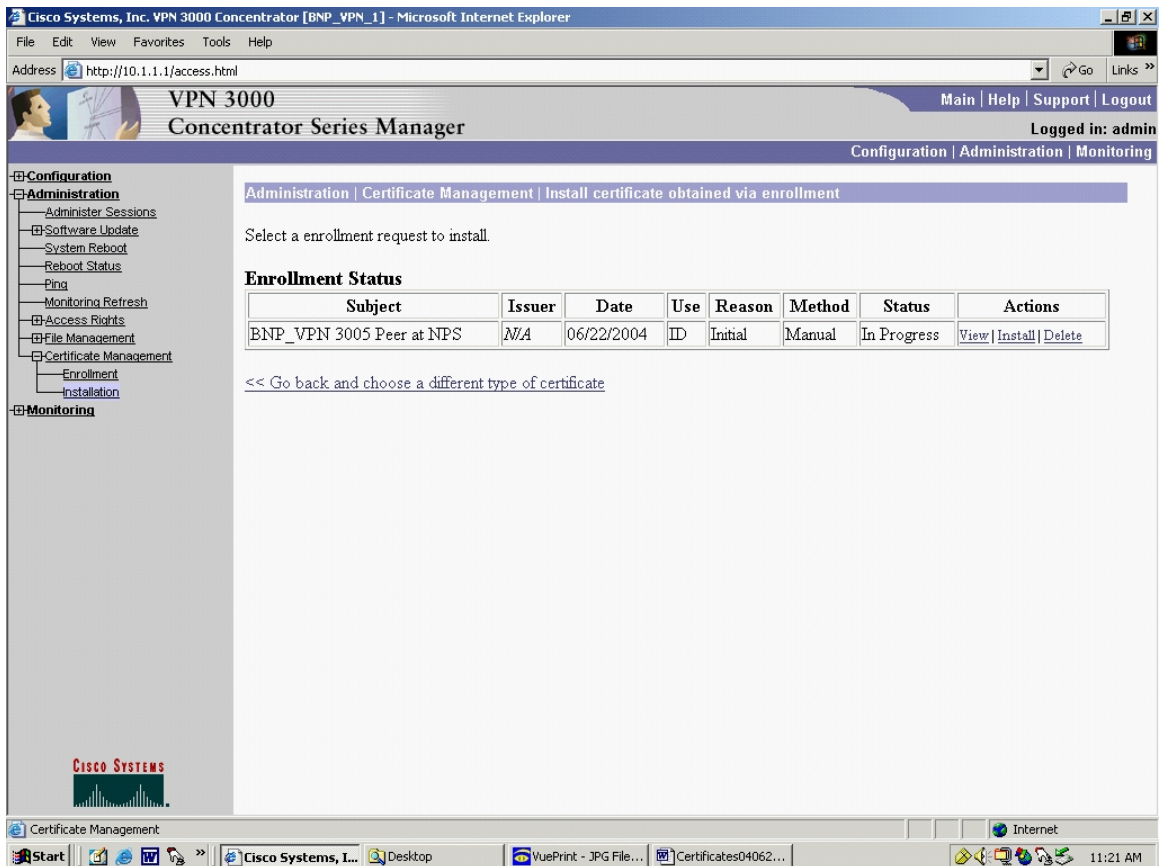 Cisco Systems, Inc. VPN 3000 Concentrator [BNP_VPN_1] - Microsoft Internet Explorer
File Edit View Favorites Tools Help
Address http://10.1.1.1/access.html Go Links »
VPN 3000
Concentrator Series Manager
Main | Help | Support | Logout
Logged in: admin
Configuration | Administration | Monitoring
Configuration
Administration
Administer Sessions
Software Update
System Reboot
Reboot Status
Ping
Monitoring Refresh
Access Rights
File Management
Certificate Management
Enrollment
Installation
Monitoring
Administration | Certificate Management | Install certificate obtained via enrollment
Select a enrollment request to install.
Enrollment Status
Subject Issuer Date Use Reason Method Status Actions
BNP_VPN 3005 Peer at NPS N/A 06/22/2004 ID Initial Manual In Progress View | Install | Delete
<< Go back and choose a different type of certificate
CISCO SYSTEMS
Certificate Management Internet
Start » Cisco Systems, I... Desktop VuePrint - JPG File... Certificates04062... 11:21 AM